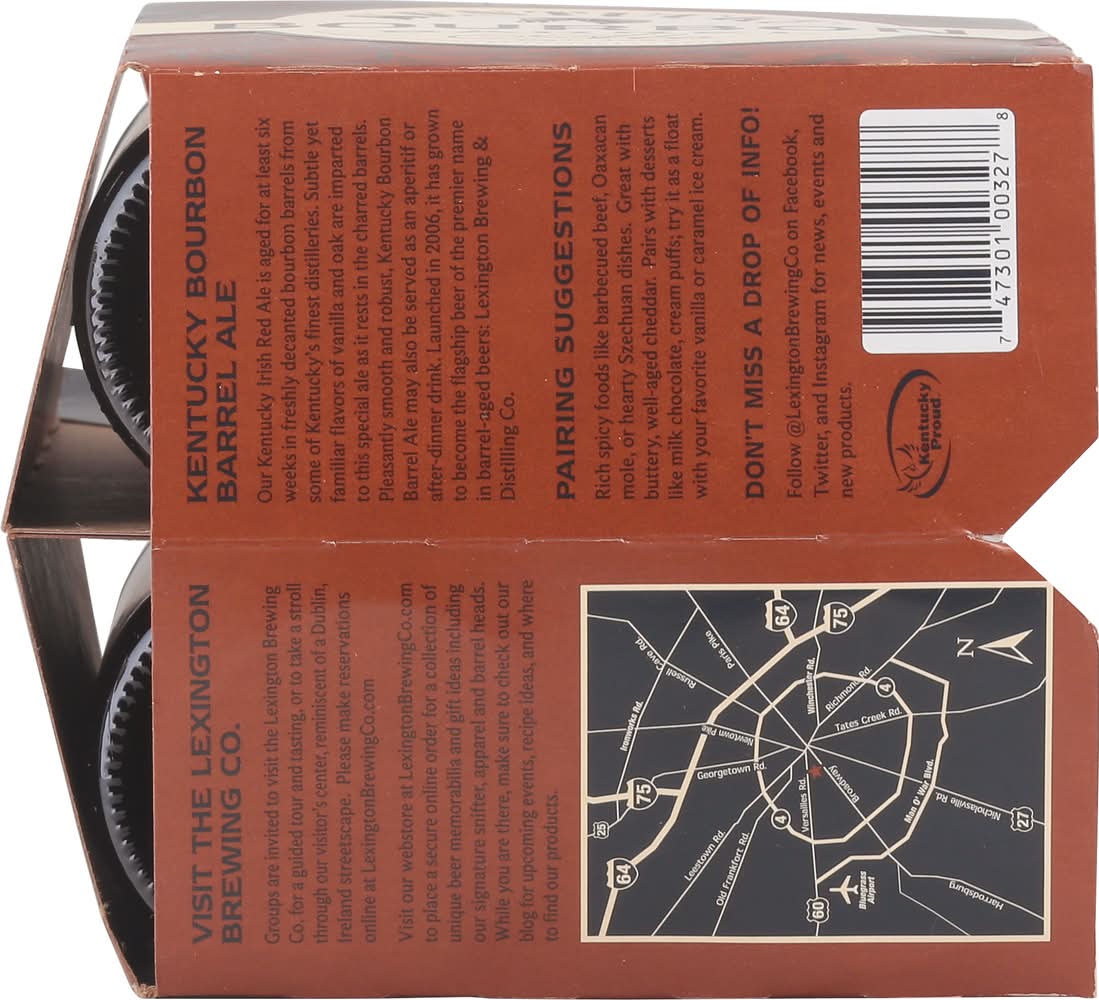 KENTUCKY BOURBON
BARREL ALE
Our Kentucky Irish Red Ale is aged for at least six
weeks in freshly decanted bourbon barrels from
some of Kentucky's finest distilleries. Subtle yet
familiar flavors of vanilla and oak are imparted
to this special ale as it rests in the charred barrels.
Pleasantly smooth and robust, Kentucky Bourbon
Barrel Ale may also be served as an aperitif or
after-dinner drink. Launched in 2006, it has grown
to become the flagship beer of the premier name
in barrel-aged beers: Lexington Brewing &
Distilling Co.
PAIRING SUGGESTIONS
Rich spicy foods like barbecued beef, Oaxacan
mole, or hearty Szechuan dishes. Great with
buttery, well-aged cheddar. Pairs with desserts
like milk chocolate, cream puffs; try it as a float
with your favorite vanilla or caramel ice cream.
DON'T MISS A DROP OF INFO!
Follow @LexingtonBrewingCo on Facebook,
Twitter, and Instagram for news, events and
new products.
Kentucky
Proud
7 47301 00327 8
VISIT THE LEXINGTON
BREWING CO.
Groups are invited to visit the Lexington Brewing
Co. for a guided tour and tasting, or to take a stroll
through our visitor's center, reminiscent of a Dublin,
Ireland streetscape. Please make reservations
online at LexingtonBrewingCo.com
Visit our webstore at LexingtonBrewingCo.com
to place a secure online order for a collection of
unique beer memorabilia and gift ideas including
our signature snifter, apparel and barrel heads.
While you are there, make sure to check out our
blog for upcoming events, recipe ideas, and where
to find our products.
64
25
75
Ironworks Rd.
Russell Cave Rd.
Paris Pike
Leestown Rd.
Georgetown Rd.
Newtown Pike
Old Frankfort Rd.
64
75
4
Versailles Rd.
Winchester Rd.
Broadway
Richmond Rd.
60
Bluegrass
Airport
Tates Creek Rd.
4
Man o' War Blvd.
Nicholasville Rd.
Harrodsburg
27
N